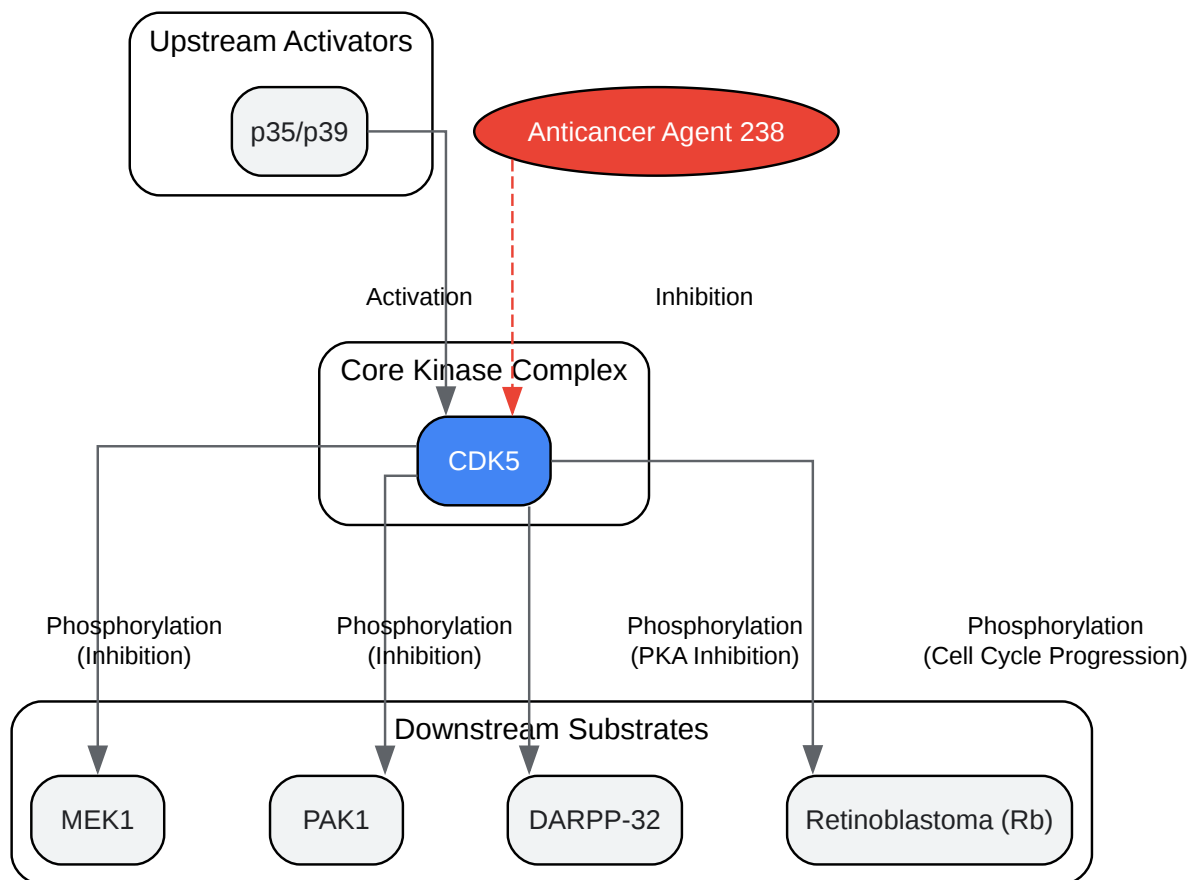 Upstream Activators
p35/p39
Anticancer Agent 238
Activation
Inhibition
Core Kinase Complex
CDK5
Phosphorylation
(Inhibition)
Phosphorylation
(Inhibition)
Phosphorylation
(PKA Inhibition)
Phosphorylation
(Cell Cycle Progression)
Downstream Substrates
MEK1
PAK1
DARPP-32
Retinoblastoma (Rb)